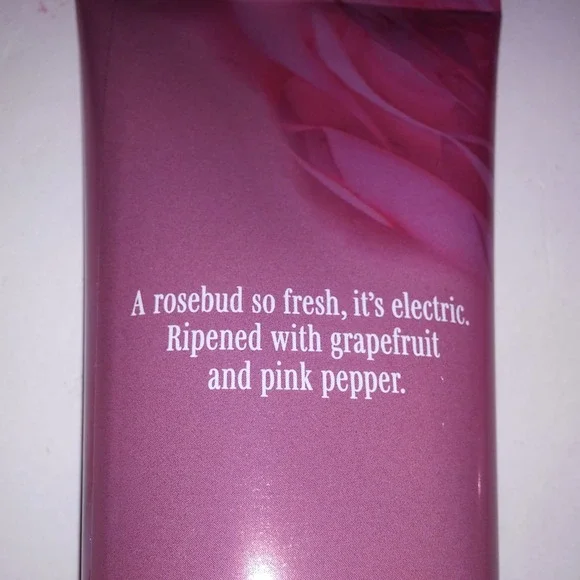 A rosebud so fresh, it's electric.
Ripened with grapefruit
and pink pepper.